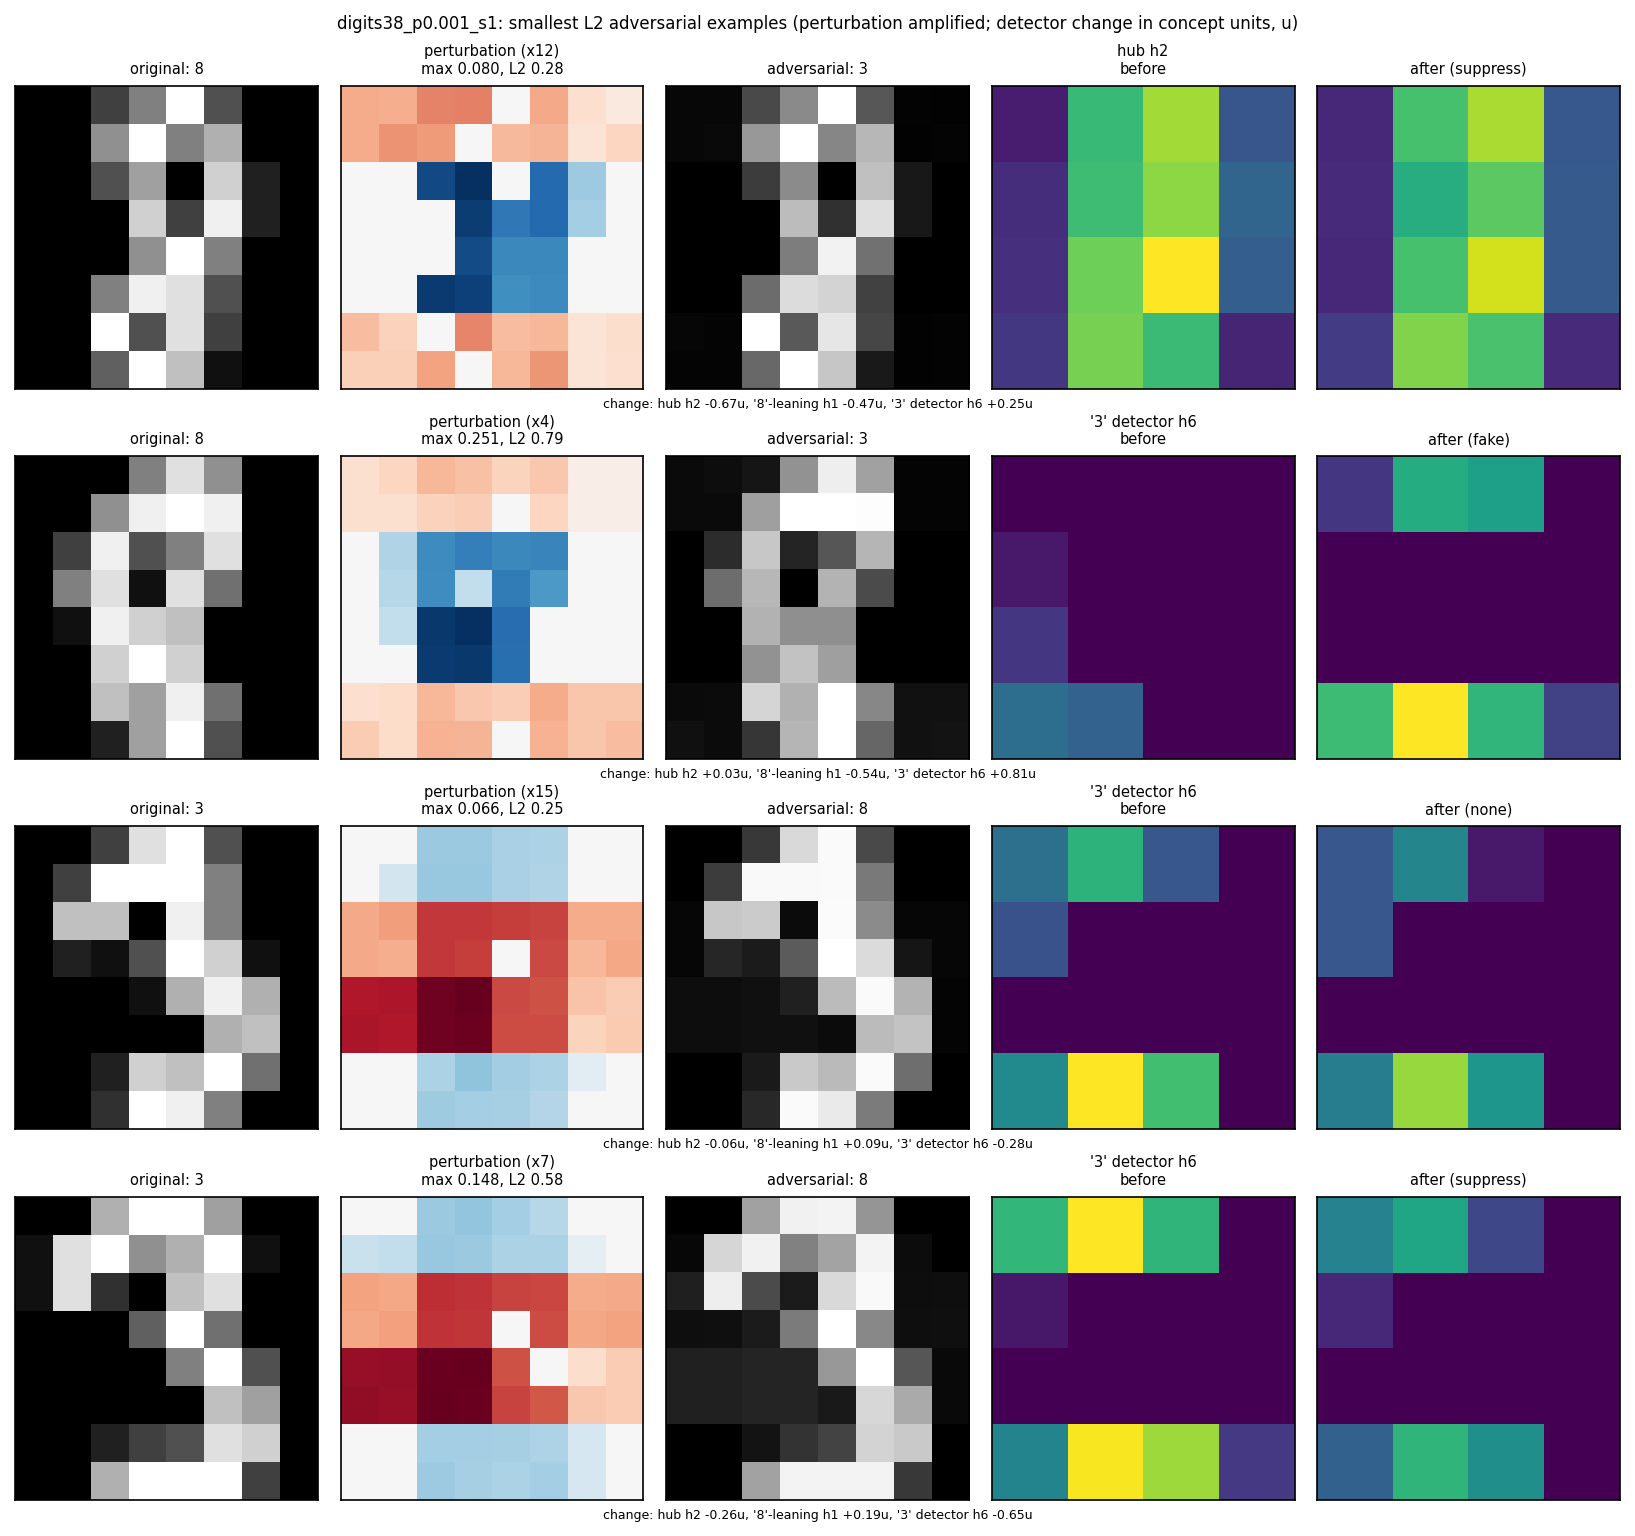 digits38_p0.001_s1: smallest L2 adversarial examples (perturbation amplified; detector change in concept units, u)
original: 8
perturbation (x12)
max 0.080, L2 0.28
adversarial: 3
hub h2
before
after (suppress)
change: hub h2 -0.67u, '8'-leaning h1 -0.47u, '3' detector h6 +0.25u
original: 8
perturbation (x4)
max 0.251, L2 0.79
adversarial: 3
'3' detector h6
before
after (fake)
change: hub h2 +0.03u, '8'-leaning h1 -0.54u, '3' detector h6 +0.81u
original: 3
perturbation (x15)
max 0.066, L2 0.25
adversarial: 8
'3' detector h6
before
after (none)
change: hub h2 -0.06u, '8'-leaning h1 +0.09u, '3' detector h6 -0.28u
original: 3
perturbation (x7)
max 0.148, L2 0.58
adversarial: 8
'3' detector h6
before
after (suppress)
change: hub h2 -0.26u, '8'-leaning h1 +0.19u, '3' detector h6 -0.65u